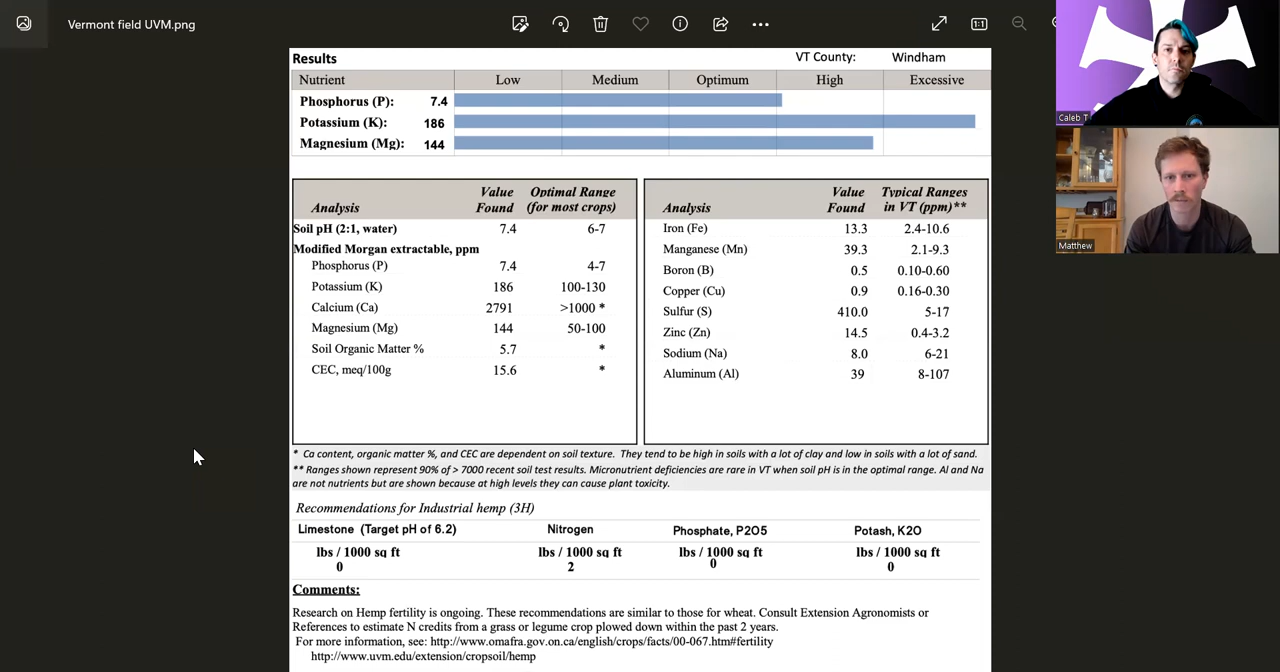 Vermont field UVM.png
Results VT County: Windham
Nutrient Low Medium Optimum High Excessive
Phosphorus (P): 7.4
Potassium (K): 186
Magnesium (Mg): 144
Analysis Value Found Optimal Range (for most crops)
Soil pH (2:1, water) 7.4 6-7
Modified Morgan extractable, ppm
Phosphorus (P) 7.4 4-7
Potassium (K) 186 100-130
Calcium (Ca) 2791 >1000 *
Magnesium (Mg) 144 50-100
Soil Organic Matter % 5.7 *
CEC, meq/100g 15.6 *
Analysis Value Found Typical Ranges in VT (ppm)**
Iron (Fe) 13.3 2.4-10.6
Manganese (Mn) 39.3 2.1-9.3
Boron (B) 0.5 0.10-0.60
Copper (Cu) 0.9 0.16-0.30
Sulfur (S) 410.0 5-17
Zinc (Zn) 14.5 0.4-3.2
Sodium (Na) 8.0 6-21
Aluminum (Al) 39 8-107
* Ca content, organic matter %, and CEC are dependent on soil texture. They tend to be high in soils with a lot of clay and low in soils with a lot of sand.
** Ranges shown represent 90% of > 7000 recent soil test results. Micronutrient deficiencies are rare in VT when soil pH is in the optimal range. Al and Na
are not nutrients but are shown because at high levels they can cause plant toxicity.
Recommendations for Industrial hemp (3H)
Limestone (Target pH of 6.2) Nitrogen Phosphate, P2O5 Potash, K2O
lbs / 1000 sq ft lbs / 1000 sq ft lbs / 1000 sq ft lbs / 1000 sq ft
0 2 0 0
Comments:
Research on Hemp fertility is ongoing. These recommendations are similar to those for wheat. Consult Extension Agronomists or
References to estimate N credits from a grass or legume crop plowed down within the past 2 years.
For more information, see: http://www.omafra.gov.on.ca/english/crops/facts/00-067.htm#fertility
http://www.uvm.edu/extension/cropsoil/hemp
1:1
Caleb T
Matthew